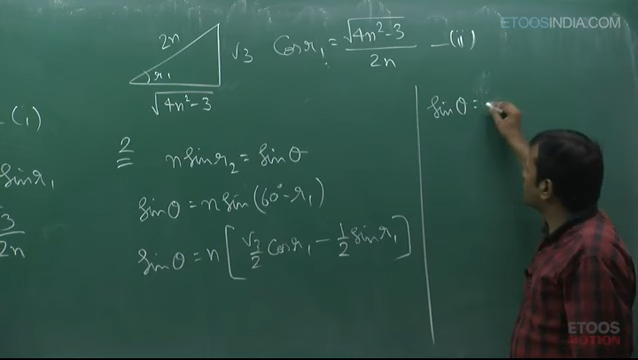 ETOOSINDIA.COM
2n
√3
r₁
√4n²-3
Cos r₁ = √4n²-3 / 2n —(ii)
—(i)
Sin r₁
3
2n
2
n Sin r₂ = Sin θ
Sin θ = n Sin (60° - r₁)
Sin θ = n [ √3/2 Cos r₁ - 1/2 Sin r₁ ]
Sin θ =
ETOOS
MOTION